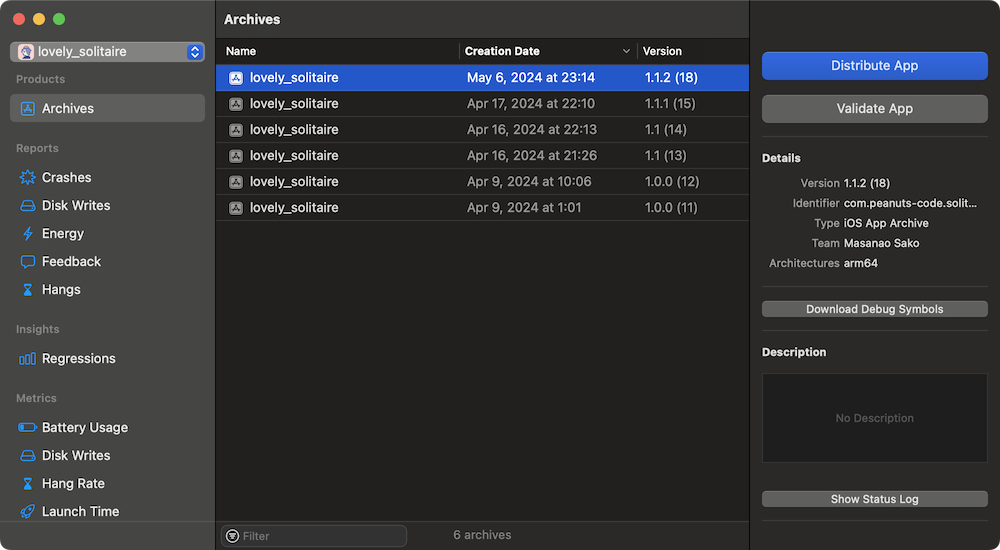 lovely_solitaire
Products
Archives
Reports
Crashes
Disk Writes
Energy
Feedback
Hangs
Insights
Regressions
Metrics
Battery Usage
Disk Writes
Hang Rate
Launch Time
Archives
Name Creation Date Version
lovely_solitaire May 6, 2024 at 23:14 1.1.2 (18)
lovely_solitaire Apr 17, 2024 at 22:10 1.1.1 (15)
lovely_solitaire Apr 16, 2024 at 22:13 1.1 (14)
lovely_solitaire Apr 16, 2024 at 21:26 1.1 (13)
lovely_solitaire Apr 9, 2024 at 10:06 1.0.0 (12)
lovely_solitaire Apr 9, 2024 at 1:01 1.0.0 (11)
Filter 6 archives
Distribute App
Validate App
Details
Version 1.1.2 (18)
Identifier com.peanuts-code.solit...
Type iOS App Archive
Team Masanao Sako
Architectures arm64
Download Debug Symbols
Description
No Description
Show Status Log